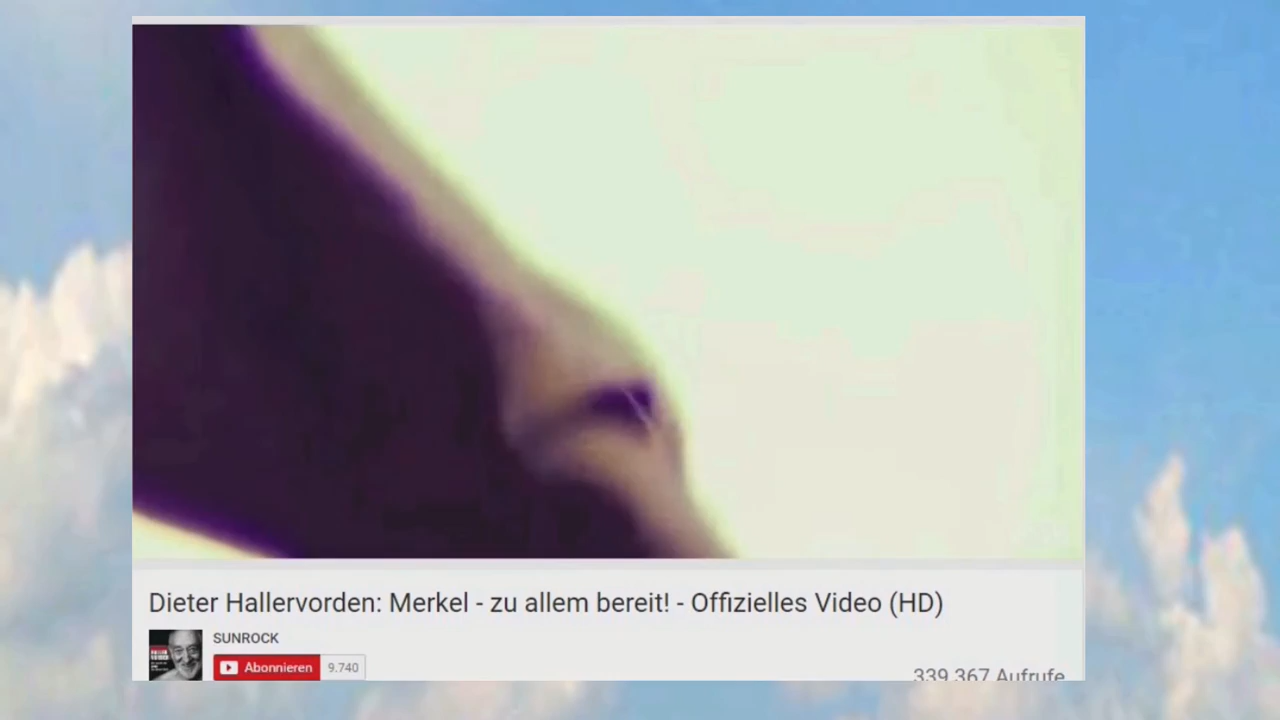 Dieter Hallervorden: Merkel - zu allem bereit! - Offizielles Video (HD)
SUNROCK
Abonnieren 9.740
339.367 Aufrufe